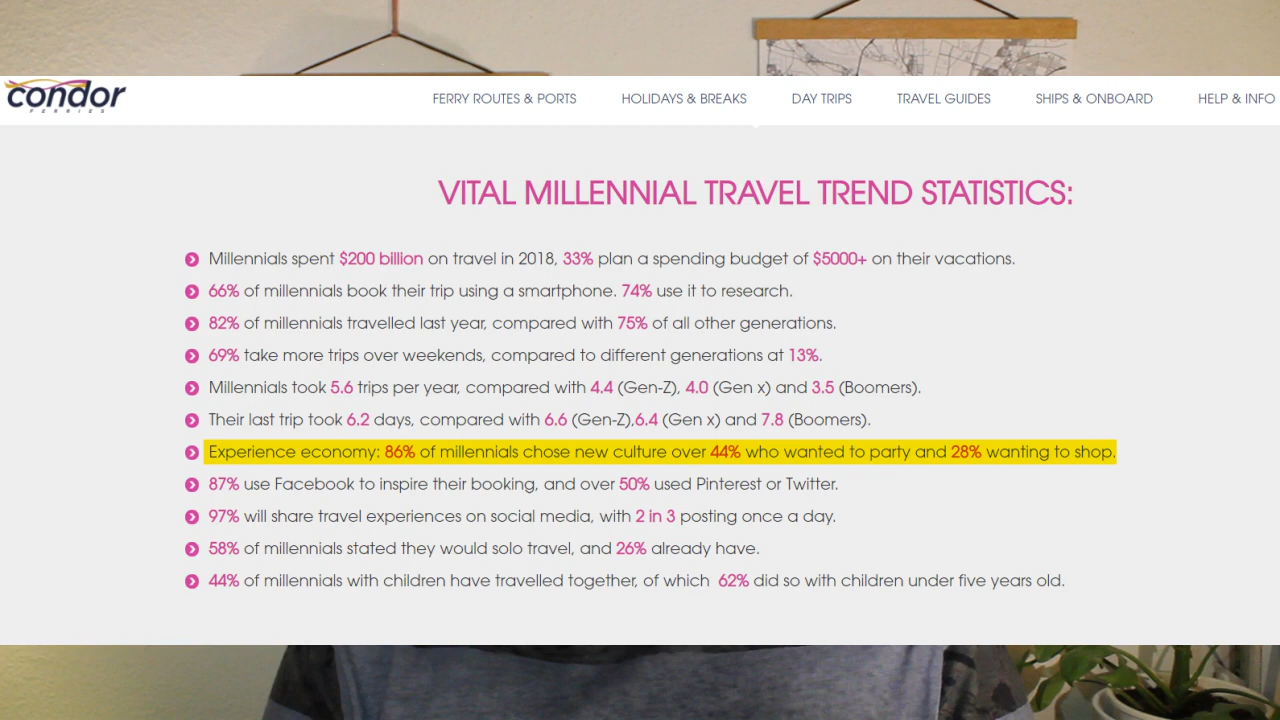 condor
FERRIES
FERRY ROUTES & PORTS HOLIDAYS & BREAKS DAY TRIPS TRAVEL GUIDES SHIPS & ONBOARD HELP & INFO
VITAL MILLENNIAL TRAVEL TREND STATISTICS:
Millennials spent $200 billion on travel in 2018, 33% plan a spending budget of $5000+ on their vacations.
66% of millennials book their trip using a smartphone. 74% use it to research.
82% of millennials travelled last year, compared with 75% of all other generations.
69% take more trips over weekends, compared to different generations at 13%.
Millennials took 5.6 trips per year, compared with 4.4 (Gen-Z), 4.0 (Gen x) and 3.5 (Boomers).
Their last trip took 6.2 days, compared with 6.6 (Gen-Z),6.4 (Gen x) and 7.8 (Boomers).
Experience economy: 86% of millennials chose new culture over 44% who wanted to party and 28% wanting to shop.
87% use Facebook to inspire their booking, and over 50% used Pinterest or Twitter.
97% will share travel experiences on social media, with 2 in 3 posting once a day.
58% of millennials stated they would solo travel, and 26% already have.
44% of millennials with children have travelled together, of which 62% did so with children under five years old.